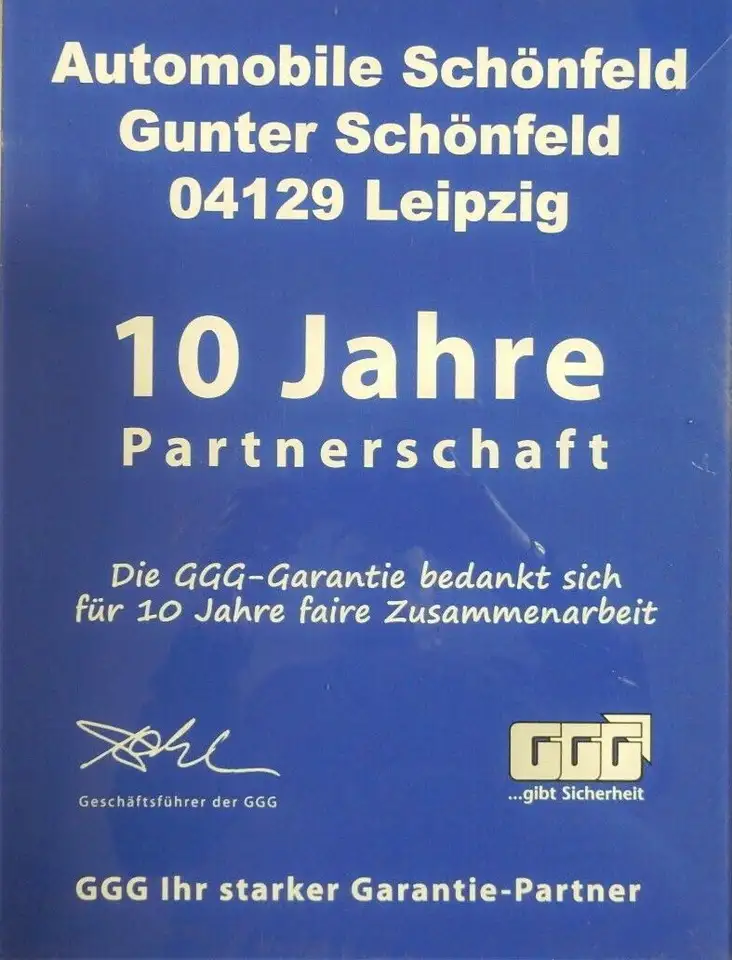 Automobile Schönfeld
Gunter Schönfeld
04129 Leipzig
10 Jahre
Partnerschaft
Die GGG-Garantie bedankt sich
für 10 Jahre faire Zusammenarbeit
Geschäftsführer der GGG
GGG
...gibt Sicherheit
GGG Ihr starker Garantie-Partner